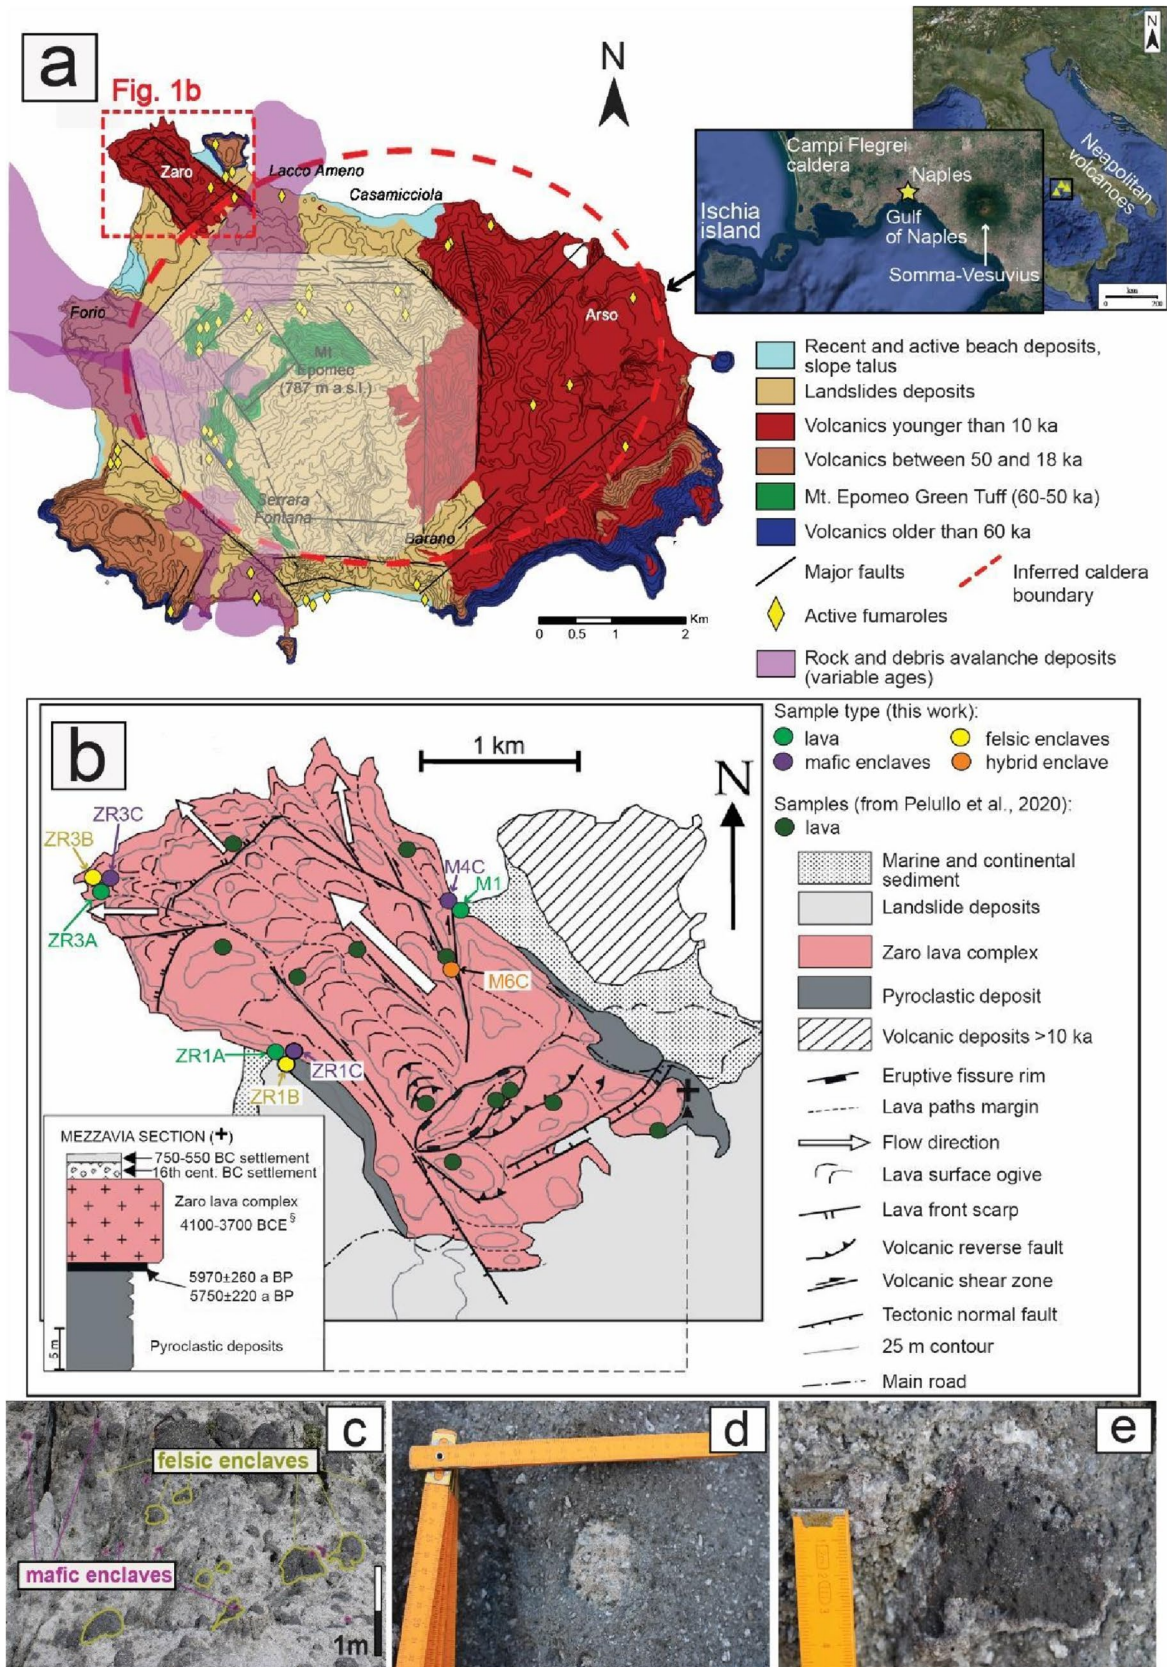 a
Fig. 1b
N
Zaro
Lacco Ameno
Casamicciola
Forio
Mt
Epomeo
(787 m a.s.l.)
Arso
Serrara
Fontana
Barano
0 0.5 1 2 Km
Campi Flegrei
caldera
Naples
Ischia
island
Gulf
of Naples
Somma-Vesuvius
N
Neapolitan
volcanoes
km
0 200
Recent and active beach deposits,
slope talus
Landslides deposits
Volcanics younger than 10 ka
Volcanics between 50 and 18 ka
Mt. Epomeo Green Tuff (60-50 ka)
Volcanics older than 60 ka
Major faults
Inferred caldera
boundary
Active fumaroles
Rock and debris avalanche deposits
(variable ages)
b
1 km
N
ZR3C
ZR3B
ZR3A
M4C
M1
M6C
ZR1A
ZR1C
ZR1B
MEZZAVIA SECTION (+)
750-550 BC settlement
16th cent. BC settlement
Zaro lava complex
4100-3700 BCE §
5970±260 a BP
5750±220 a BP
Pyroclastic deposits
5 m
Sample type (this work):
lava
felsic enclaves
mafic enclaves
hybrid enclave
Samples (from Pelullo et al., 2020):
lava
Marine and continental
sediment
Landslide deposits
Zaro lava complex
Pyroclastic deposit
Volcanic deposits >10 ka
Eruptive fissure rim
Lava paths margin
Flow direction
Lava surface ogive
Lava front scarp
Volcanic reverse fault
Volcanic shear zone
Tectonic normal fault
25 m contour
Main road
c
felsic enclaves
mafic enclaves
1m
d
e